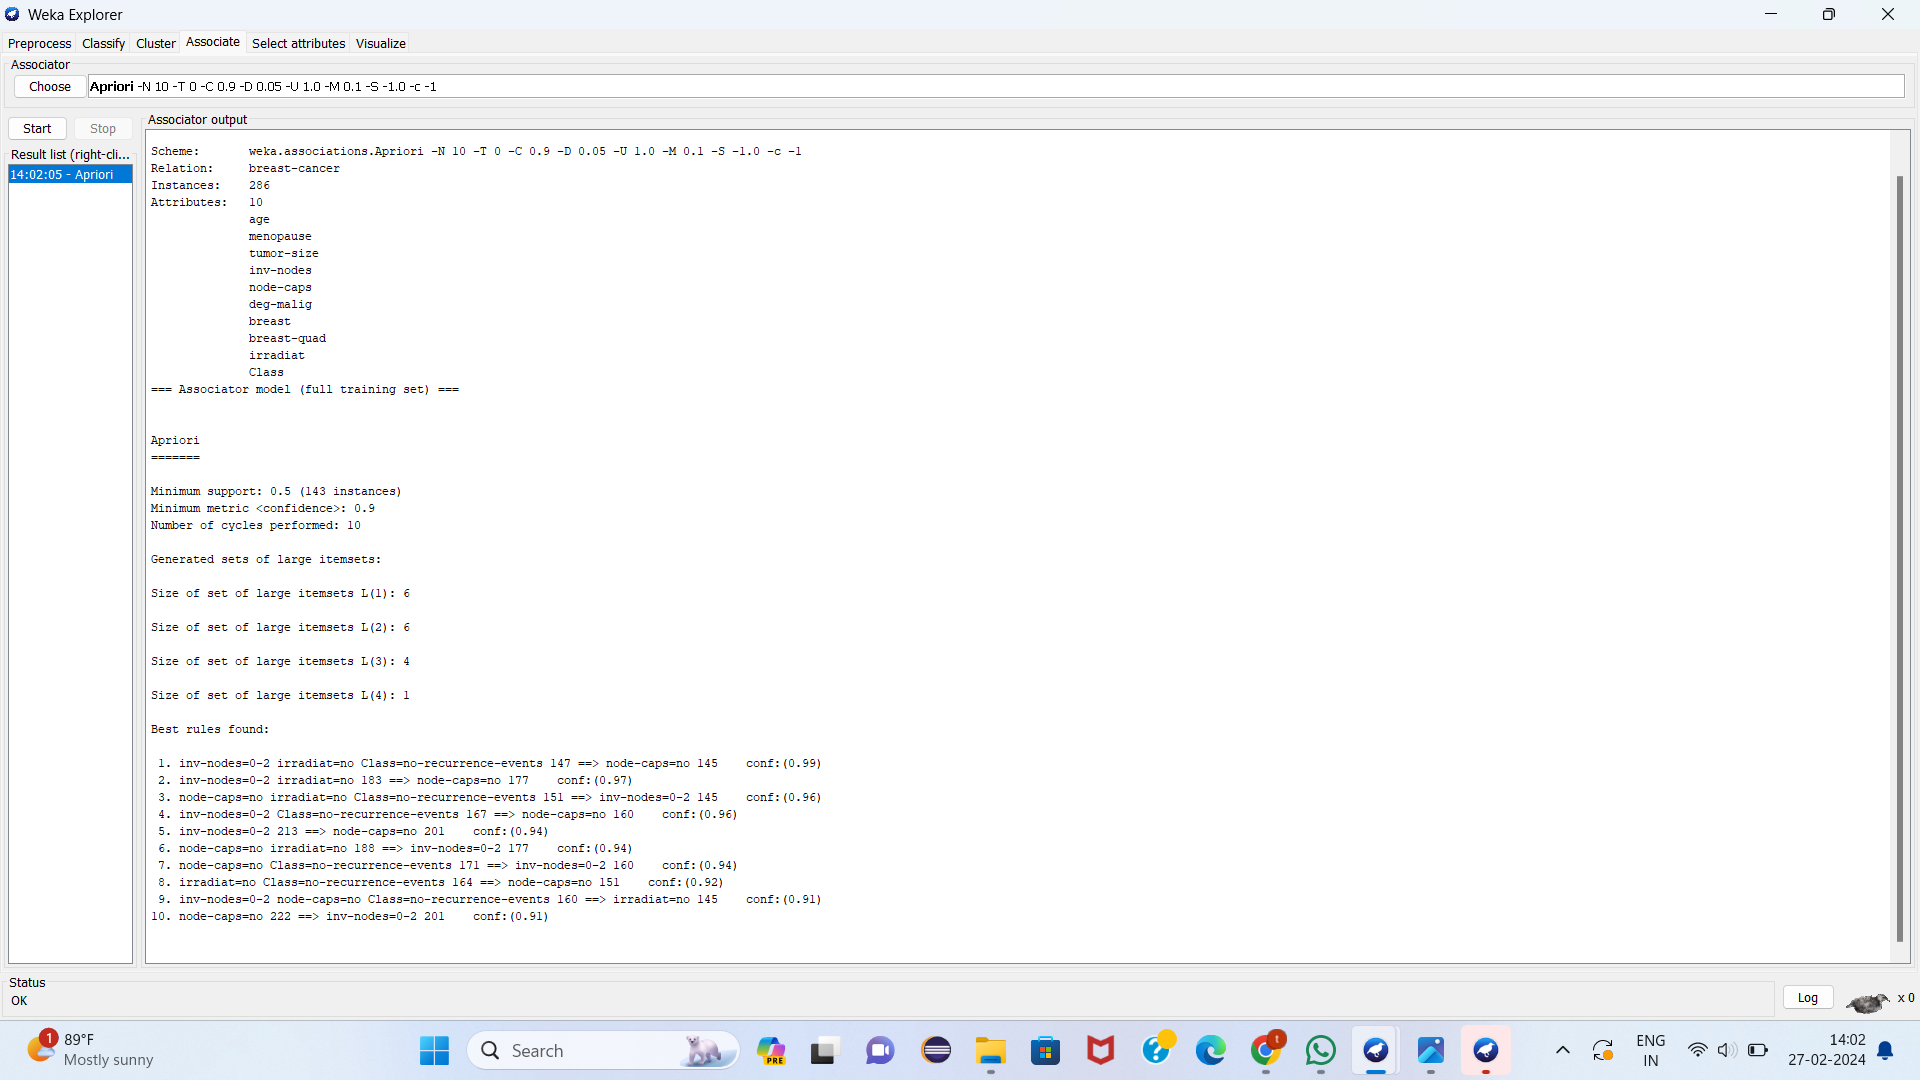 Weka Explorer
Preprocess Classify Cluster Associate Select attributes Visualize
Associator
Choose Apriori -N 10 -T 0 -C 0.9 -D 0.05 -U 1.0 -M 0.1 -S -1.0 -c -1
Start Stop
Result list (right-cli...
14:02:05 - Apriori
Associator output
Scheme: weka.associations.Apriori -N 10 -T 0 -C 0.9 -D 0.05 -U 1.0 -M 0.1 -S -1.0 -c -1
Relation: breast-cancer
Instances: 286
Attributes: 10
age
menopause
tumor-size
inv-nodes
node-caps
deg-malig
breast
breast-quad
irradiat
Class
=== Associator model (full training set) ===
Apriori
=======
Minimum support: 0.5 (143 instances)
Minimum metric <confidence>: 0.9
Number of cycles performed: 10
Generated sets of large itemsets:
Size of set of large itemsets L(1): 6
Size of set of large itemsets L(2): 6
Size of set of large itemsets L(3): 4
Size of set of large itemsets L(4): 1
Best rules found:
1. inv-nodes=0-2 irradiat=no Class=no-recurrence-events 147 ==> node-caps=no 145 conf:(0.99)
2. inv-nodes=0-2 irradiat=no 183 ==> node-caps=no 177 conf:(0.97)
3. node-caps=no irradiat=no Class=no-recurrence-events 151 ==> inv-nodes=0-2 145 conf:(0.96)
4. inv-nodes=0-2 Class=no-recurrence-events 167 ==> node-caps=no 160 conf:(0.96)
5. inv-nodes=0-2 213 ==> node-caps=no 201 conf:(0.94)
6. node-caps=no irradiat=no 188 ==> inv-nodes=0-2 177 conf:(0.94)
7. node-caps=no Class=no-recurrence-events 171 ==> inv-nodes=0-2 160 conf:(0.94)
8. irradiat=no Class=no-recurrence-events 164 ==> node-caps=no 151 conf:(0.92)
9. inv-nodes=0-2 node-caps=no Class=no-recurrence-events 160 ==> irradiat=no 145 conf:(0.91)
10. node-caps=no 222 ==> inv-nodes=0-2 201 conf:(0.91)
Status
OK
Log x 0
1 89°F
Mostly sunny
Search
PRE
t
ENG
IN
14:02
27-02-2024